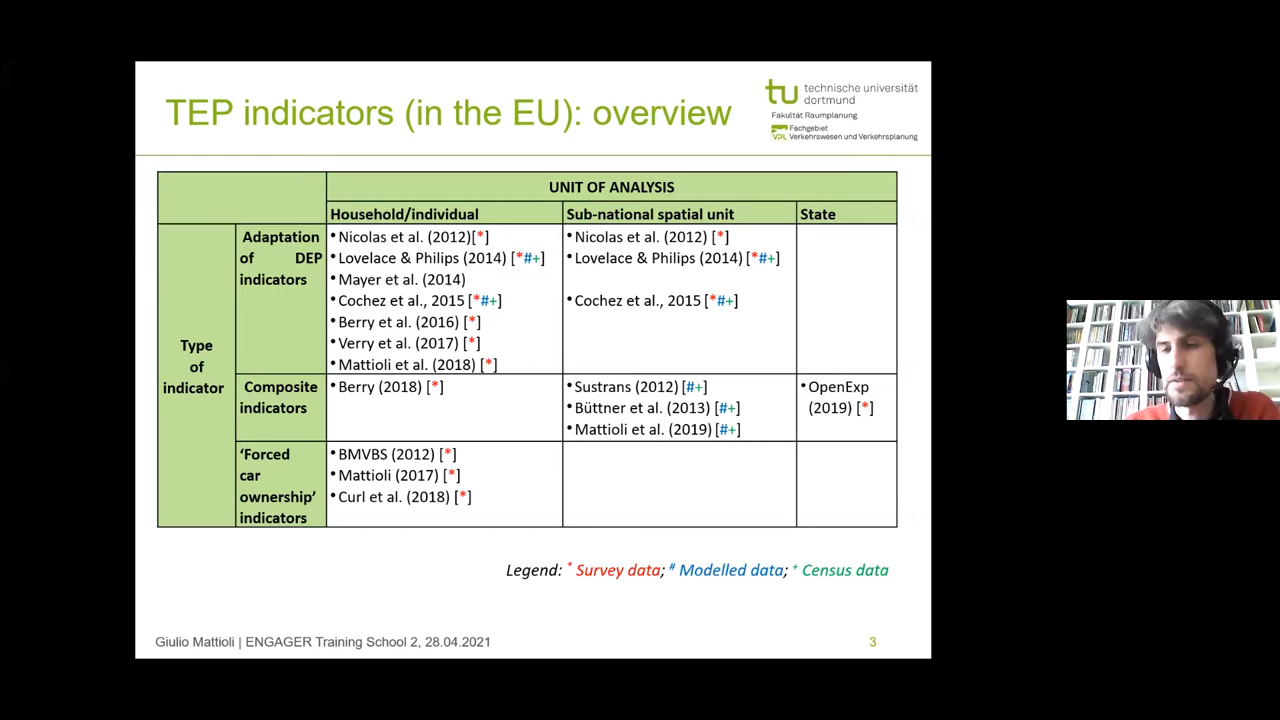 TEP indicators (in the EU): overview
tu technische universität
dortmund
Fakultät Raumplanung
VPL Fachgebiet
Verkehrswesen und Verkehrsplanung
UNIT OF ANALYSIS
Household/individual Sub-national spatial unit State
Type
of
indicator
Adaptation
of DEP
indicators
•Nicolas et al. (2012)[*]
•Lovelace & Philips (2014) [*#+]
•Mayer et al. (2014)
•Cochez et al., 2015 [*#+]
•Berry et al. (2016) [*]
•Verry et al. (2017) [*]
•Mattioli et al. (2018) [*]
•Nicolas et al. (2012) [*]
•Lovelace & Philips (2014) [*#+]
•Cochez et al., 2015 [*#+]
Composite
indicators
•Berry (2018) [*]
•Sustrans (2012) [#+]
•Büttner et al. (2013) [#+]
•Mattioli et al. (2019) [#+]
•OpenExp
(2019) [*]
‘Forced
car
ownership’
indicators
•BMVBS (2012) [*]
•Mattioli (2017) [*]
•Curl et al. (2018) [*]
Legend: * Survey data; # Modelled data; + Census data
Giulio Mattioli | ENGAGER Training School 2, 28.04.2021
3